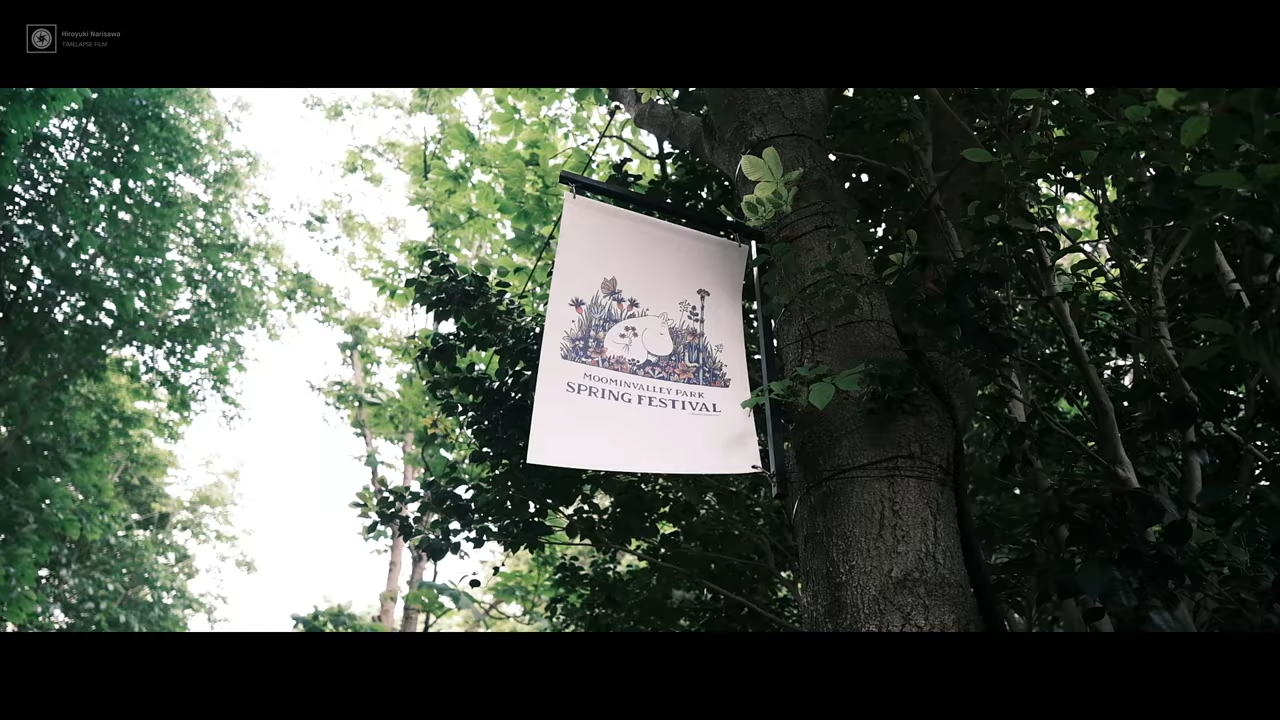 Hiroyuki Narisawa
TIMELAPSE FILM
MOOMINVALLEY PARK
SPRING FESTIVAL